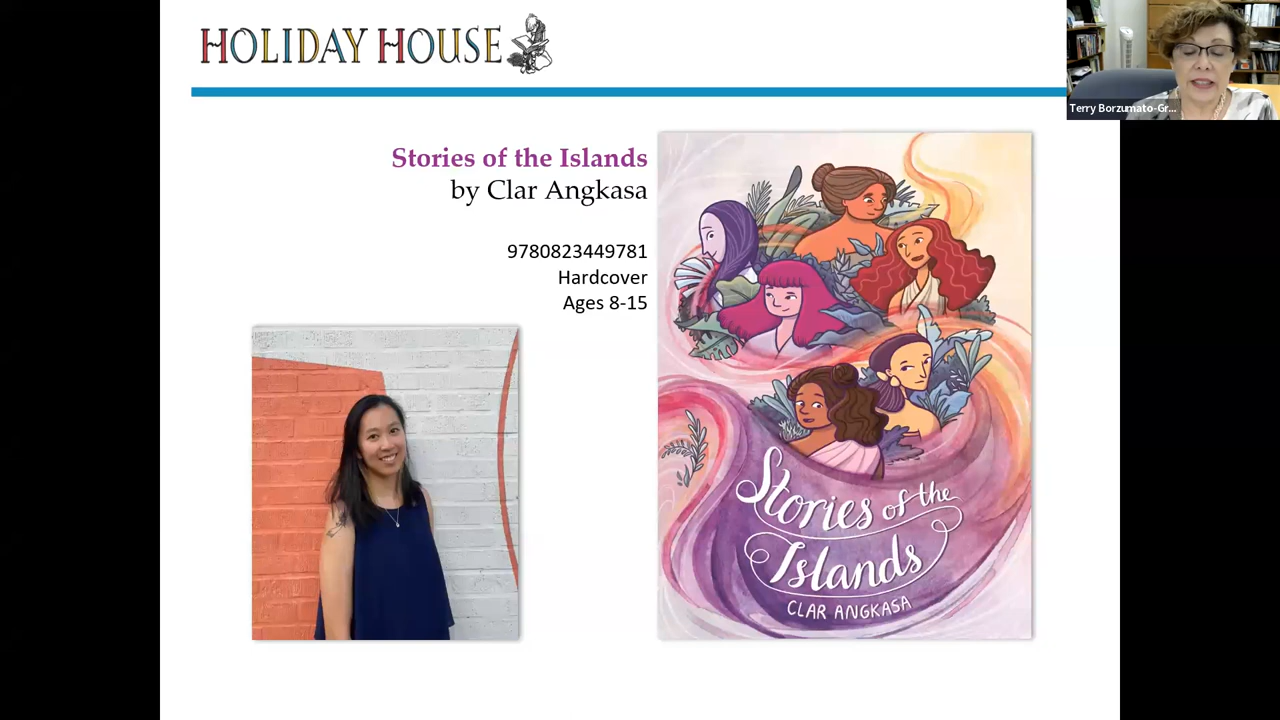 HOLIDAY HOUSE
Terry Borzumato-Gr...
Stories of the Islands
by Clar Angkasa
9780823449781
Hardcover
Ages 8-15
Stories of the
Islands
CLAR ANGKASA